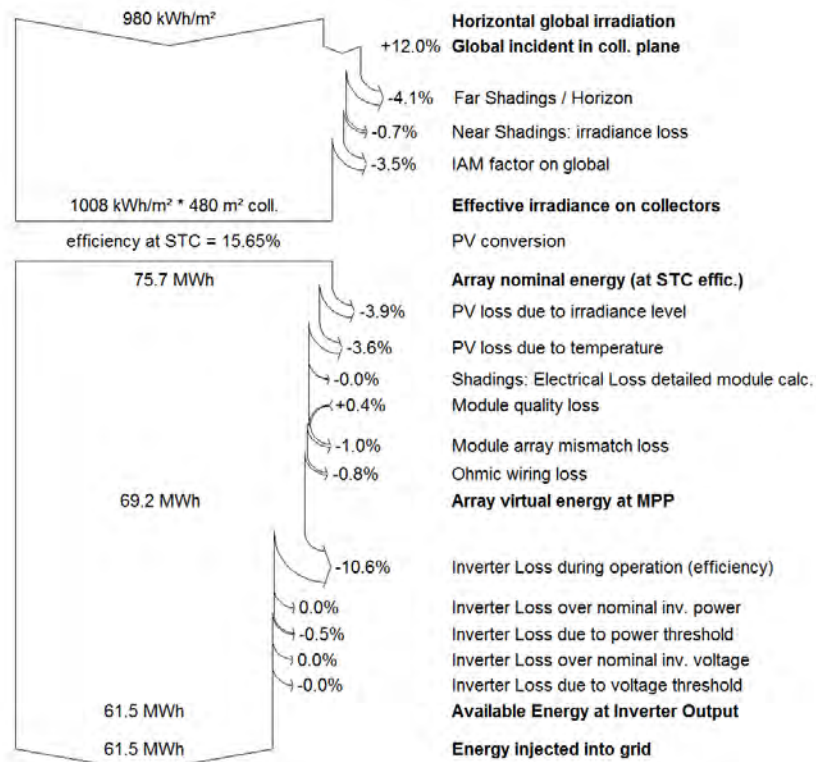 980 kWh/m² Horizontal global irradiation
+12.0% Global incident in coll. plane
-4.1% Far Shadings / Horizon
-0.7% Near Shadings: irradiance loss
-3.5% IAM factor on global
1008 kWh/m² * 480 m² coll. Effective irradiance on collectors
efficiency at STC = 15.65% PV conversion
75.7 MWh Array nominal energy (at STC effic.)
-3.9% PV loss due to irradiance level
-3.6% PV loss due to temperature
-0.0% Shadings: Electrical Loss detailed module calc.
+0.4% Module quality loss
-1.0% Module array mismatch loss
-0.8% Ohmic wiring loss
69.2 MWh Array virtual energy at MPP
-10.6% Inverter Loss during operation (efficiency)
0.0% Inverter Loss over nominal inv. power
-0.5% Inverter Loss due to power threshold
0.0% Inverter Loss over nominal inv. voltage
-0.0% Inverter Loss due to voltage threshold
61.5 MWh Available Energy at Inverter Output
61.5 MWh Energy injected into grid